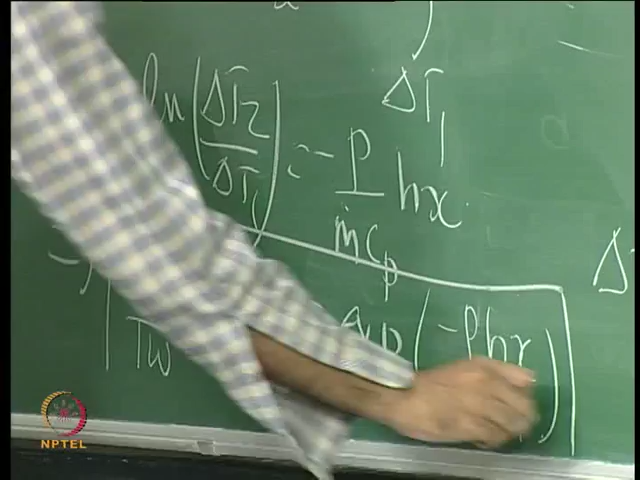 ΔT₁
ln(ΔT₂/ΔT₁) = -P/(ṁCp) hx
Δ
Tw
exp(-Phx
)
NPTEL